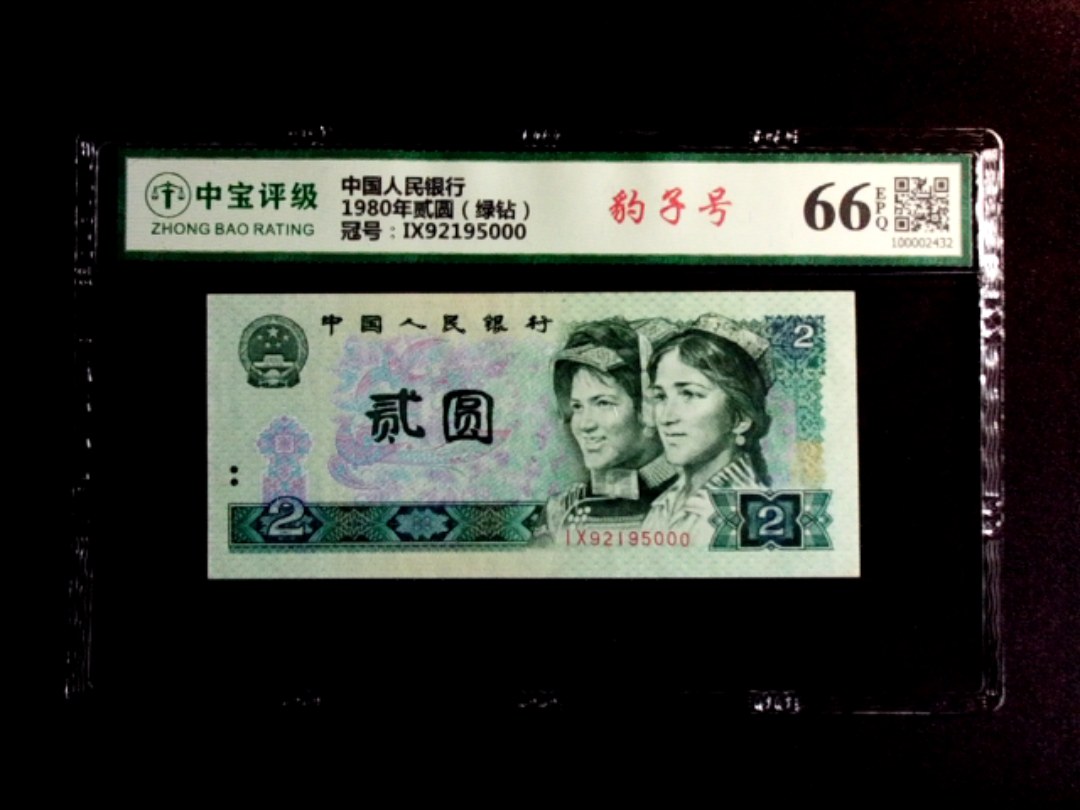 中宝评级
ZHONG BAO RATING
中国人民银行
1980年贰圆（绿钻）
冠号：IX92195000
豹子号
66
EPQ
100002432
中国人民银行
2
贰圆
2
2
IX92195000